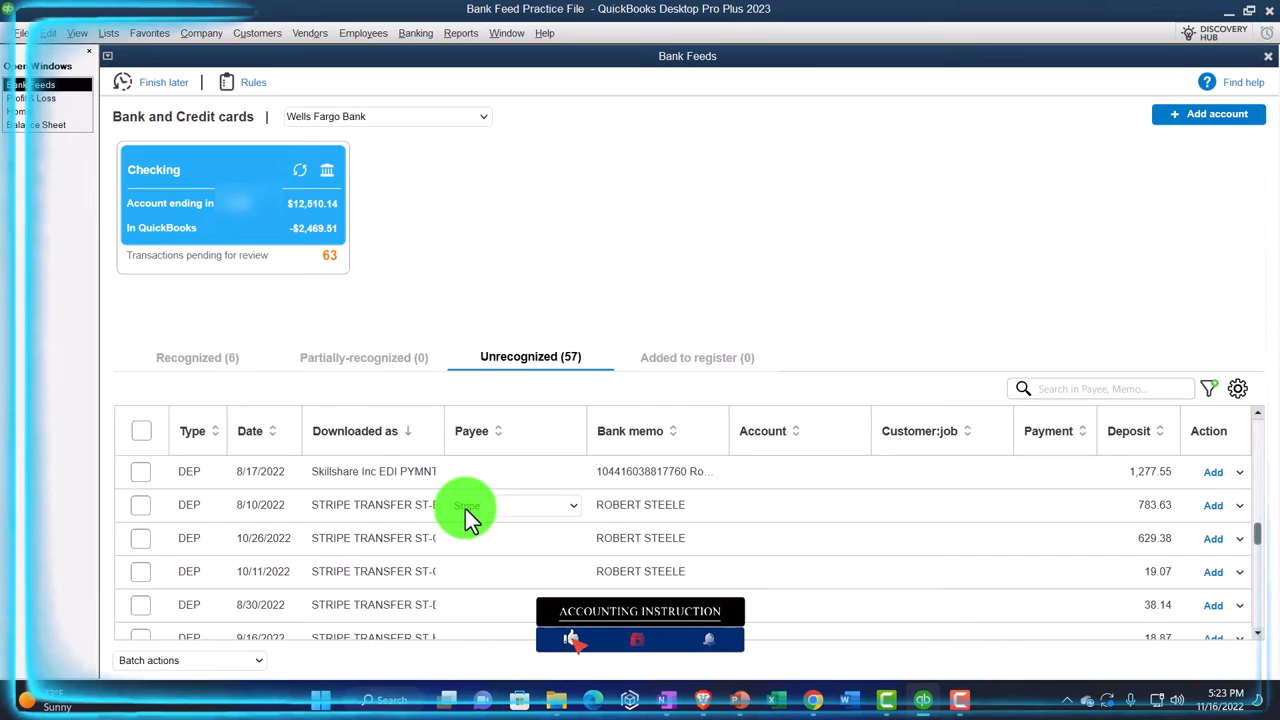 Bank Feed Practice File - QuickBooks Desktop Pro Plus 2023
File Edit View Lists Favorites Company Customers Vendors Employees Banking Reports Window Help
DISCOVERY HUB
Open Windows
Bank Feeds
Profit & Loss
Home
Balance Sheet
Bank Feeds
Finish later | Rules
Find help
Bank and Credit cards | Wells Fargo Bank
+ Add account
Checking
Account ending in $12,510.14
In QuickBooks -$2,469.51
Transactions pending for review 63
Recognized (6) Partially-recognized (0) Unrecognized (57) Added to register (0)
Search in Payee, Memo...
Type Date Downloaded as Payee Bank memo Account Customer:job Payment Deposit Action
DEP 8/17/2022 Skillshare Inc EDI PYMNT 104416038817760 Ro... 1,277.55 Add
DEP 8/10/2022 STRIPE TRANSFER ST-E Stripe ROBERT STEELE 783.63 Add
DEP 10/26/2022 STRIPE TRANSFER ST- ROBERT STEELE 629.38 Add
DEP 10/11/2022 STRIPE TRANSFER ST- ROBERT STEELE 19.07 Add
DEP 8/30/2022 STRIPE TRANSFER ST- 38.14 Add
DEP 9/16/2022 STRIPE TRANSFER ST- 18.87 Add
ACCOUNTING INSTRUCTION
Batch actions
Sunny
Search
5:23 PM
11/16/2022